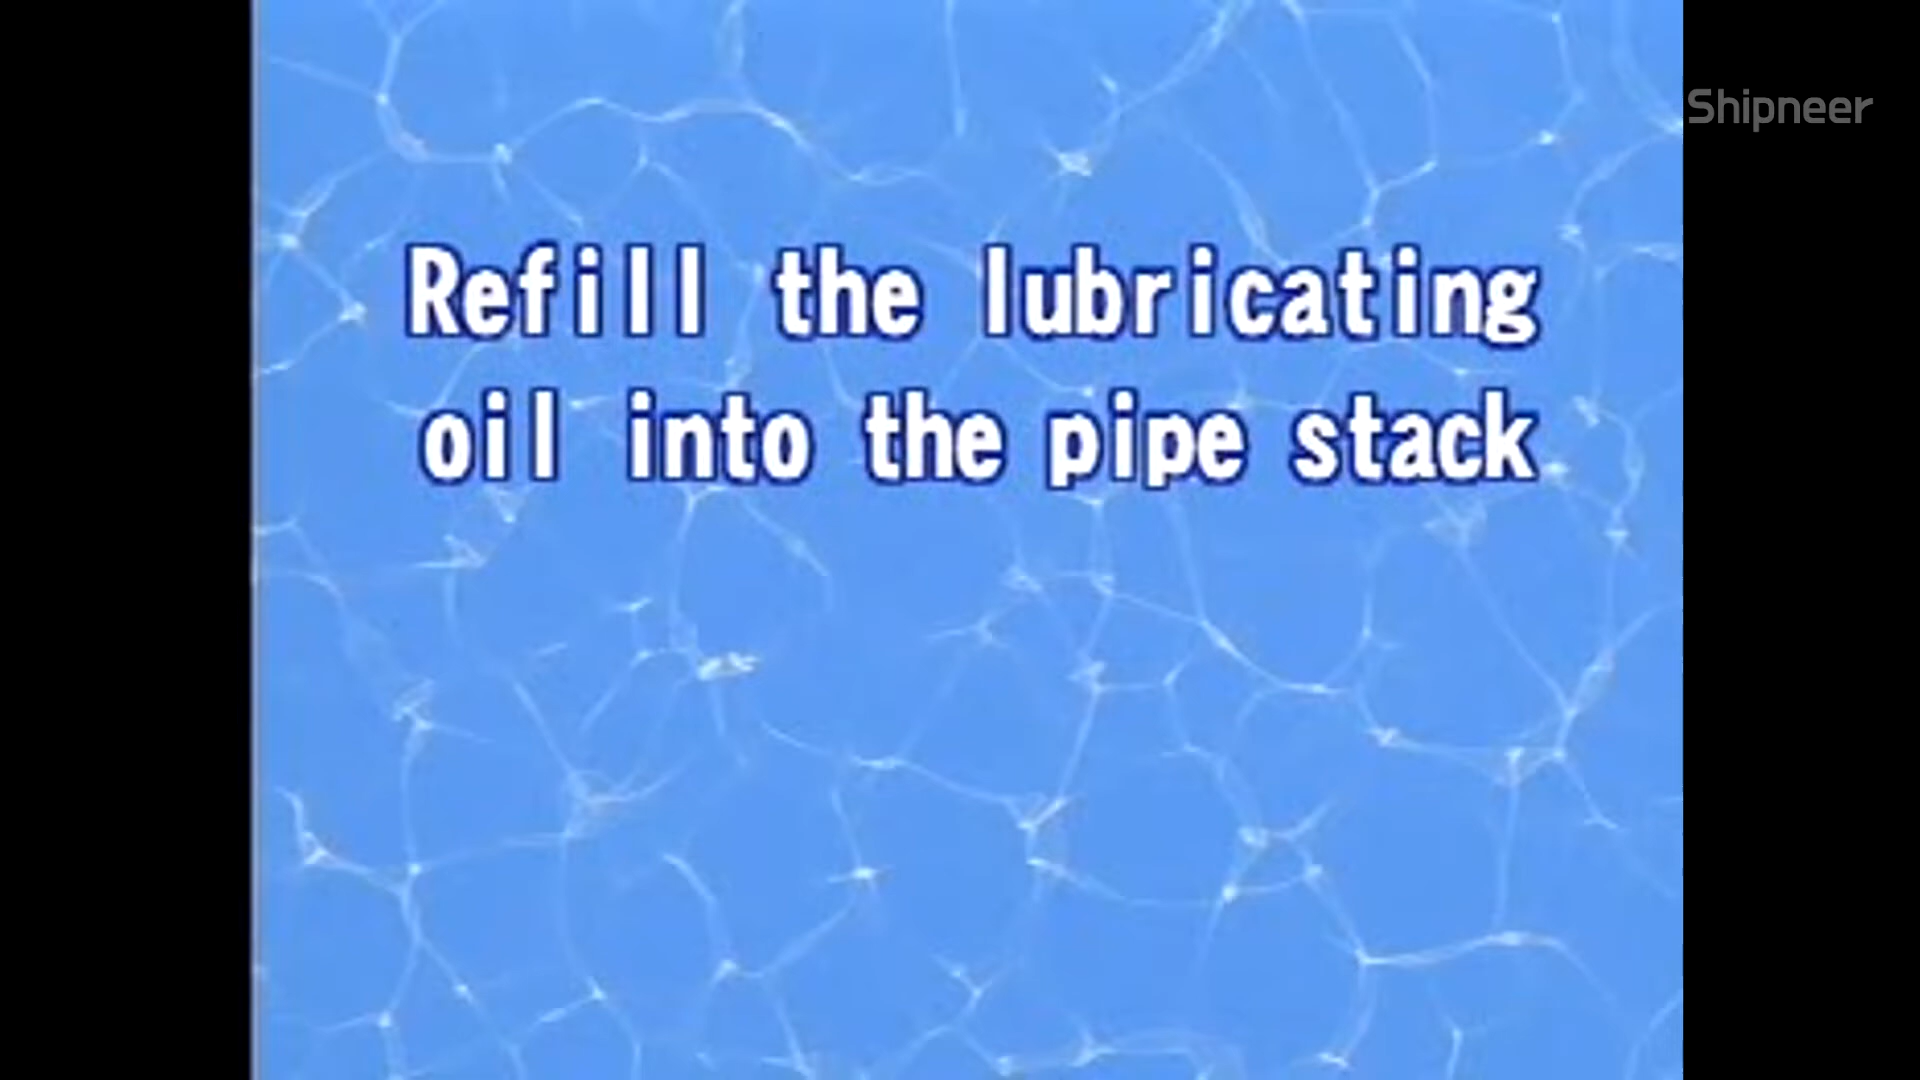 Shipneer
Refill the lubricating
oil into the pipe stack